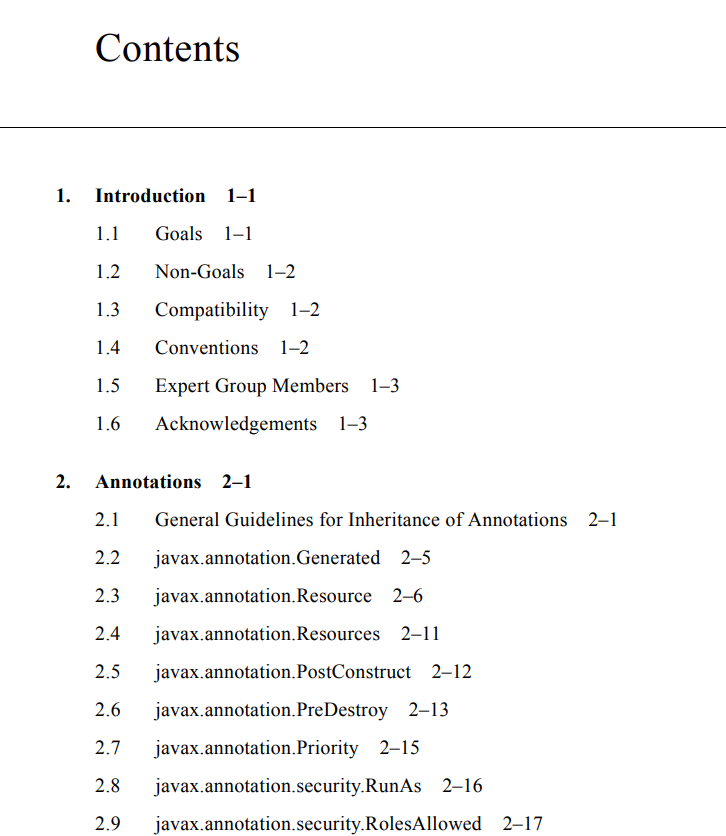 Contents
1. Introduction 1–1
1.1 Goals 1–1
1.2 Non-Goals 1–2
1.3 Compatibility 1–2
1.4 Conventions 1–2
1.5 Expert Group Members 1–3
1.6 Acknowledgements 1–3
2. Annotations 2–1
2.1 General Guidelines for Inheritance of Annotations 2–1
2.2 javax.annotation.Generated 2–5
2.3 javax.annotation.Resource 2–6
2.4 javax.annotation.Resources 2–11
2.5 javax.annotation.PostConstruct 2–12
2.6 javax.annotation.PreDestroy 2–13
2.7 javax.annotation.Priority 2–15
2.8 javax.annotation.security.RunAs 2–16
2.9 javax.annotation.security.RolesAllowed 2–17